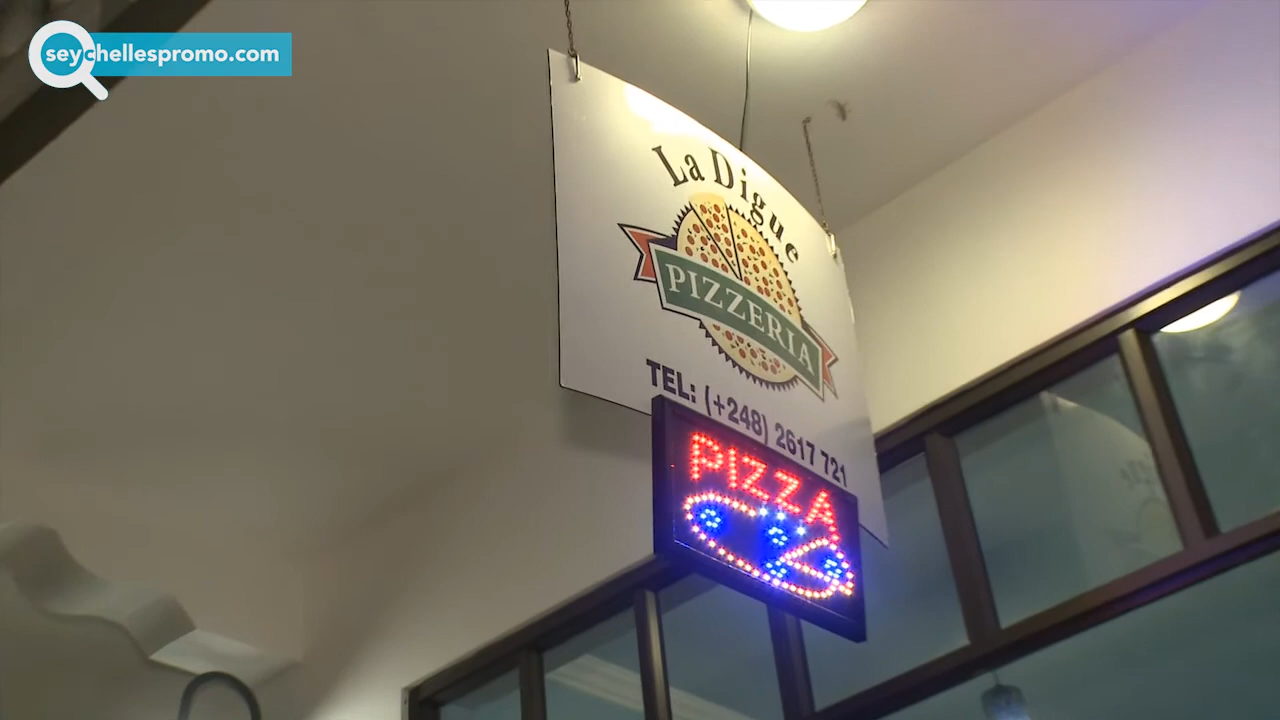 seychellespromo.com
La Digue
PIZZERIA
TEL: (+248) 2617 721
PIZZA